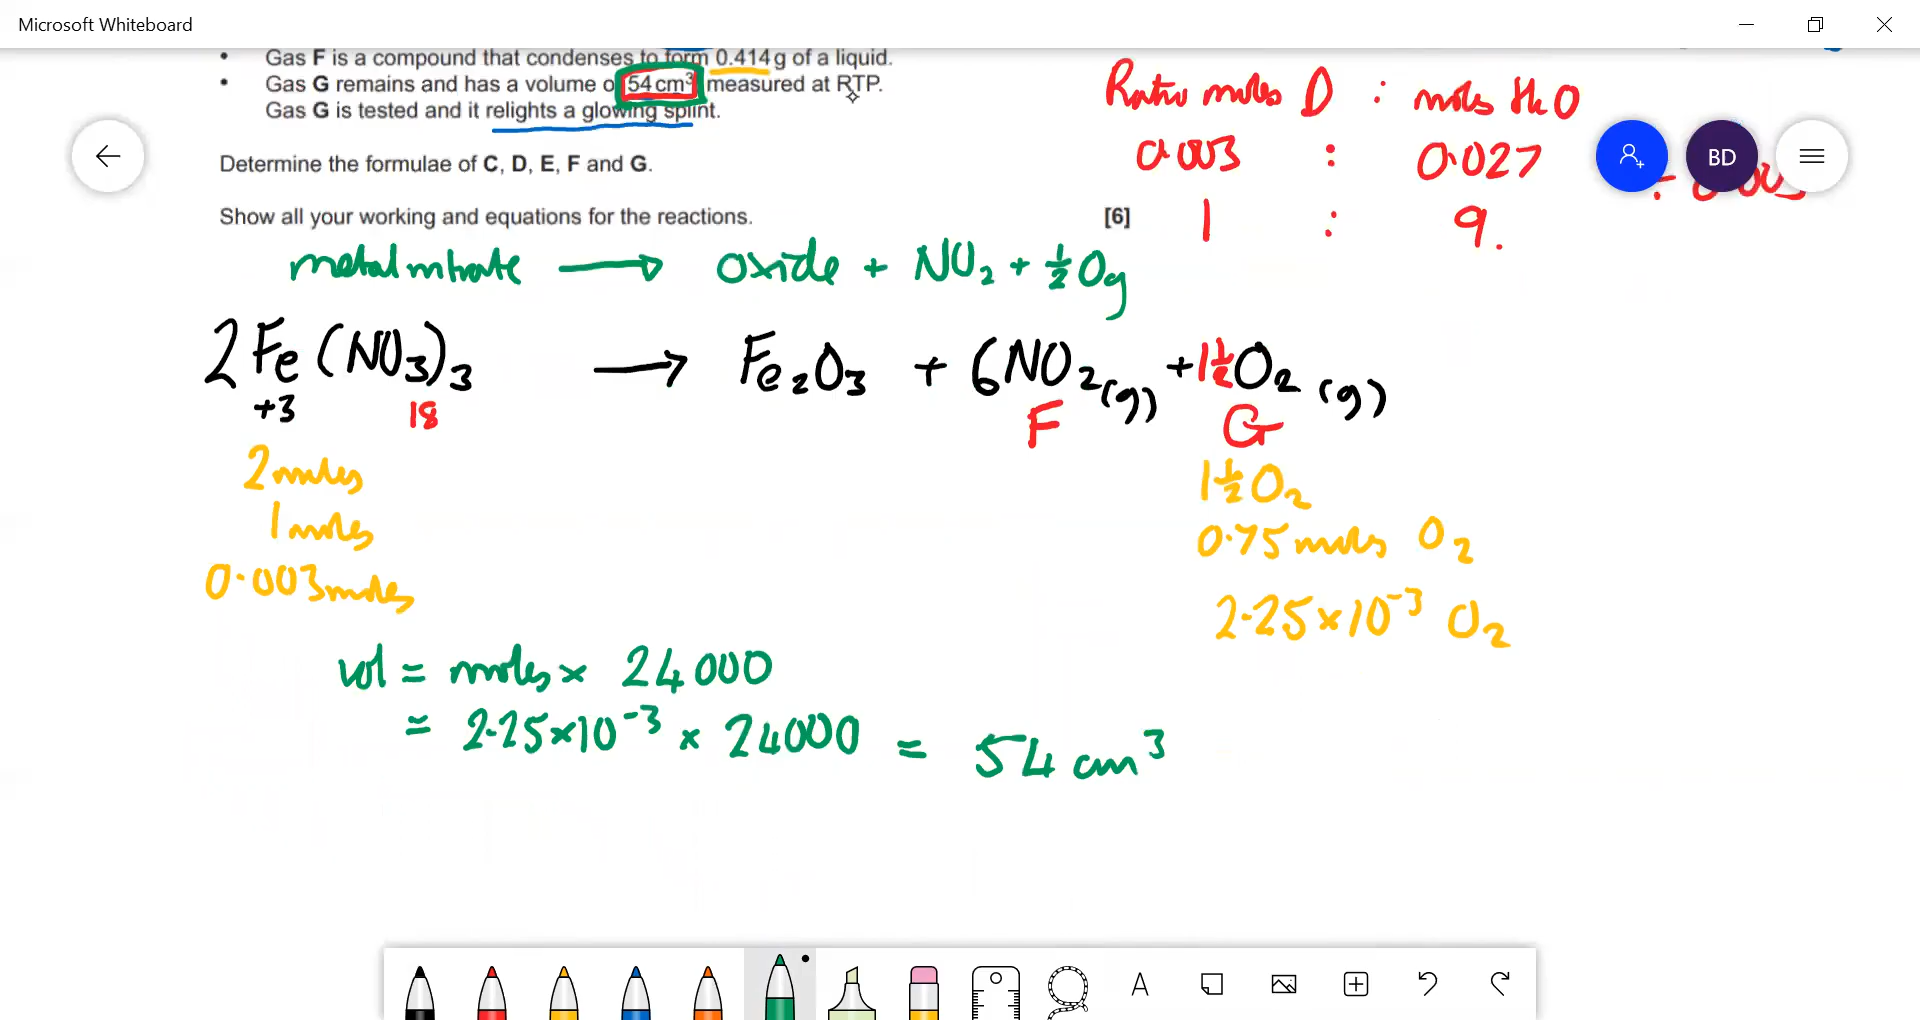 Microsoft Whiteboard
• Gas F is a compound that condenses to form 0.414 g of a liquid.
• Gas G remains and has a volume o 54 cm³ measured at RTP.
Gas G is tested and it relights a glowing splint.
Determine the formulae of C, D, E, F and G.
Show all your working and equations for the reactions. [6]
Ratio moles D : moles H₂O
0.003 : 0.027
1 : 9.
BD
metal nitrate → oxide + NO₂ + ½ Og
2Fe(NO₃)₃ → Fe₂O₃ + 6NO₂(g) + 1½O₂(g)
+3 18 F G
2 moles 1½ O₂
1 moles 0.75 moles O₂
0.003 moles 2.25×10⁻³ O₂
vol = moles × 24000
= 2.25×10⁻³ × 24000 = 54 cm³
A